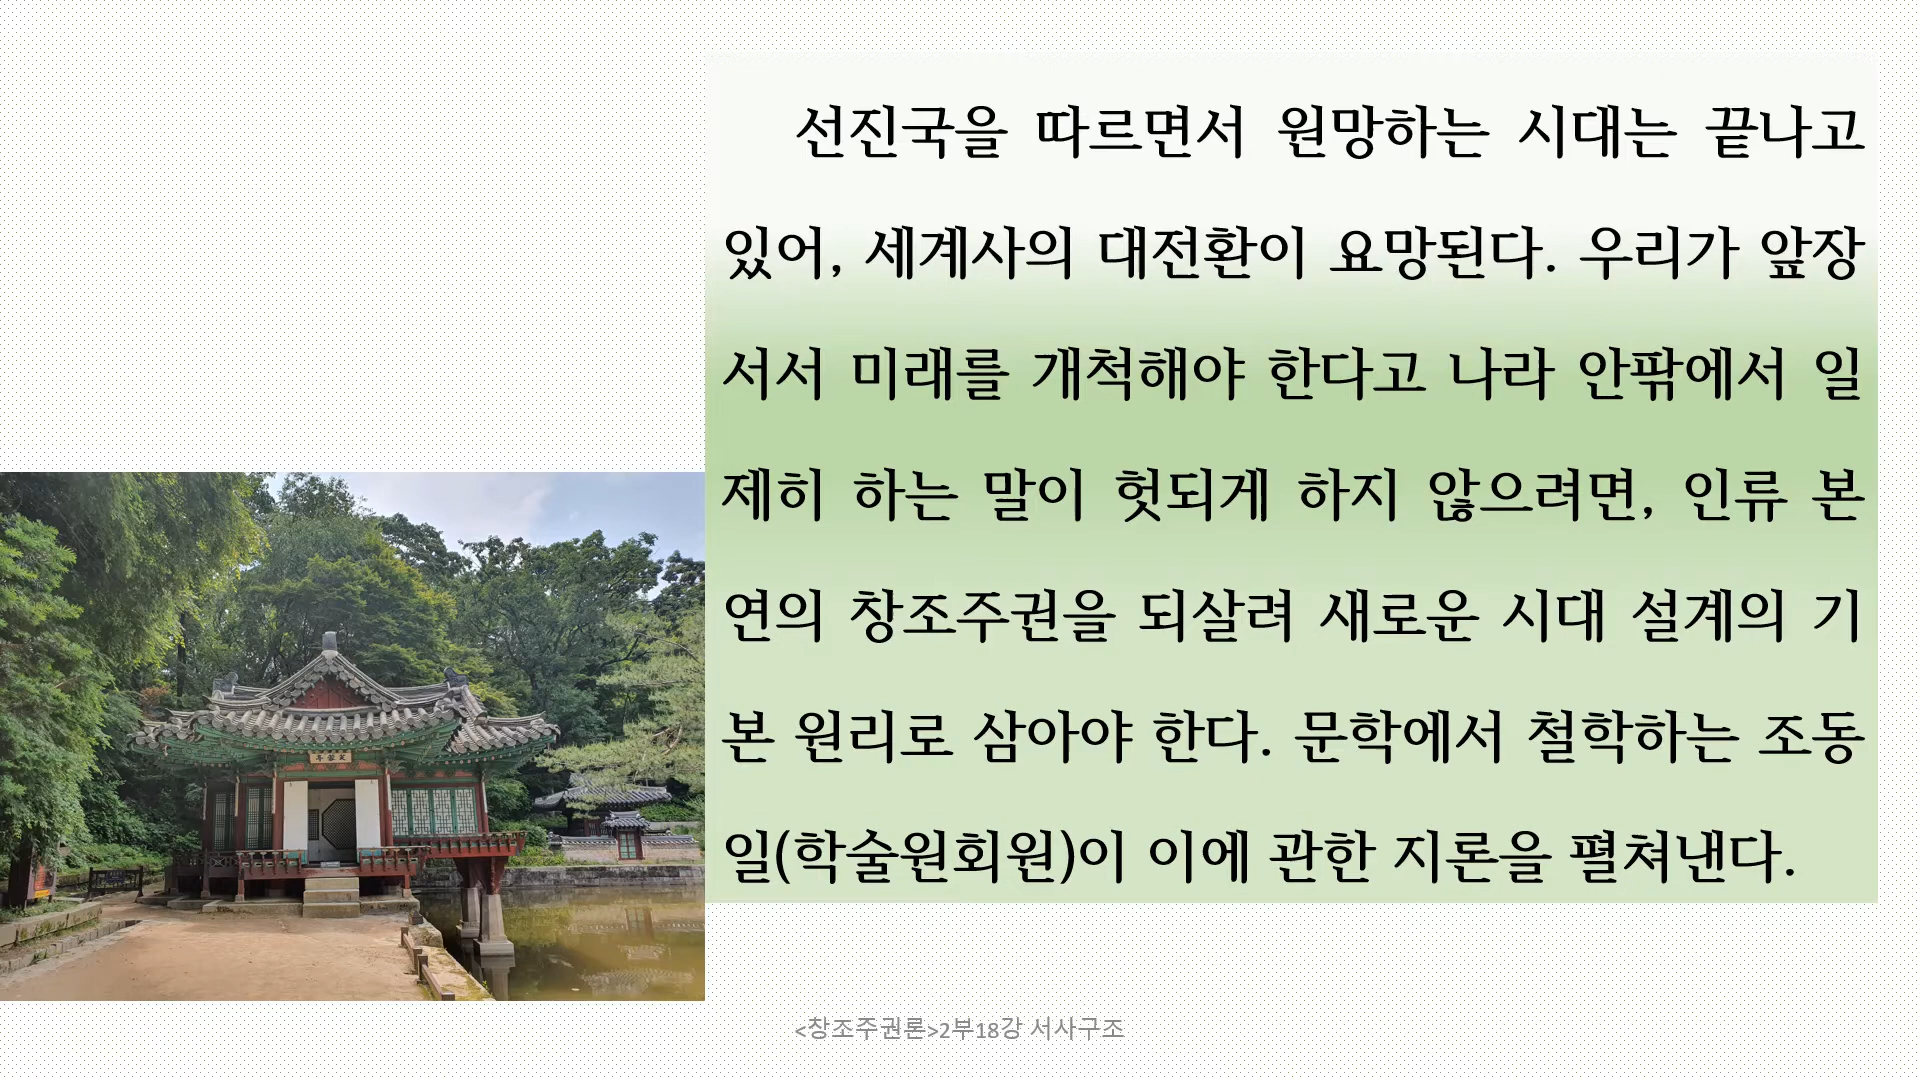 선진국을 따르면서 원망하는 시대는 끝나고
있어, 세계사의 대전환이 요망된다. 우리가 앞장
서서 미래를 개척해야 한다고 나라 안팎에서 일
제히 하는 말이 헛되게 하지 않으려면, 인류 본
연의 창조주권을 되살려 새로운 시대 설계의 기
본 원리로 삼아야 한다. 문학에서 철학하는 조동
일(학술원회원)이 이에 관한 지론을 펼쳐낸다.
<창조주권론>2부18강 서사구조